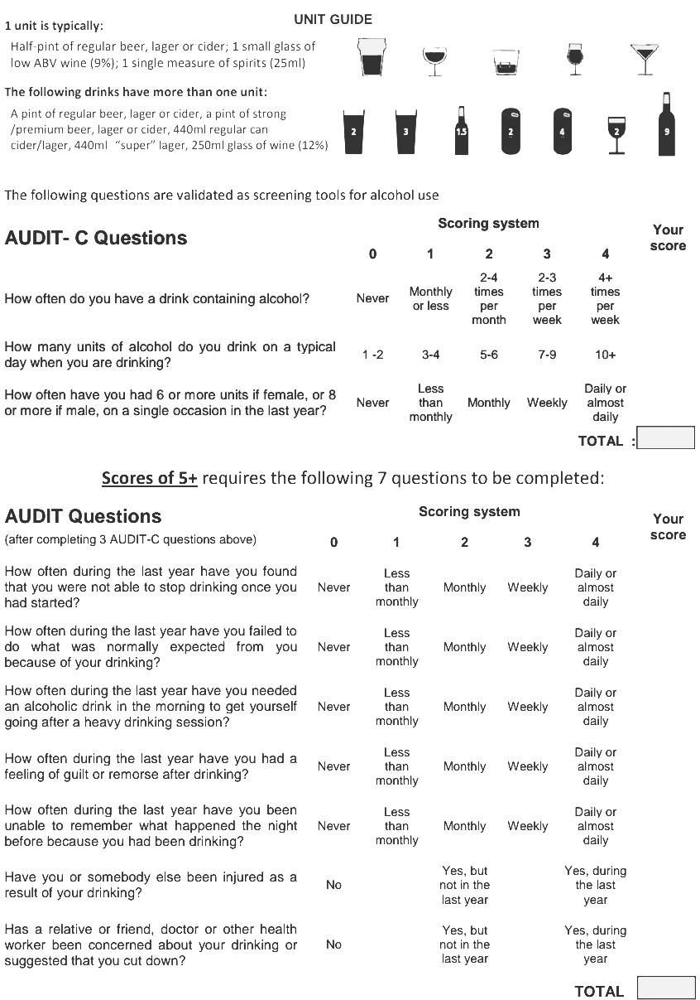 UNIT GUIDE
1 unit is typically:
Half-pint of regular beer, lager or cider; 1 small glass of
low ABV wine (9%); 1 single measure of spirits (25ml)
The following drinks have more than one unit:
A pint of regular beer, lager or cider, a pint of strong
/premium beer, lager or cider, 440ml regular can
cider/lager, 440ml “super” lager, 250ml glass of wine (12%)
2 3 1.5 2 4 2 9
The following questions are validated as screening tools for alcohol use
AUDIT- C Questions
Scoring system
Your
score
0 1 2 3 4
How often do you have a drink containing alcohol?
Never
Monthly
or less
2-4
times
per
month
2-3
times
per
week
4+
times
per
week
How many units of alcohol do you drink on a typical
day when you are drinking?
1 -2 3-4 5-6 7-9 10+
How often have you had 6 or more units if female, or 8
or more if male, on a single occasion in the last year?
Never
Less
than
monthly
Monthly
Weekly
Daily or
almost
daily
TOTAL :
Scores of 5+ requires the following 7 questions to be completed:
AUDIT Questions
(after completing 3 AUDIT-C questions above)
Scoring system
Your
score
0 1 2 3 4
How often during the last year have you found
that you were not able to stop drinking once you
had started?
Never
Less
than
monthly
Monthly
Weekly
Daily or
almost
daily
How often during the last year have you failed to
do what was normally expected from you
because of your drinking?
Never
Less
than
monthly
Monthly
Weekly
Daily or
almost
daily
How often during the last year have you needed
an alcoholic drink in the morning to get yourself
going after a heavy drinking session?
Never
Less
than
monthly
Monthly
Weekly
Daily or
almost
daily
How often during the last year have you had a
feeling of guilt or remorse after drinking?
Never
Less
than
monthly
Monthly
Weekly
Daily or
almost
daily
How often during the last year have you been
unable to remember what happened the night
before because you had been drinking?
Never
Less
than
monthly
Monthly
Weekly
Daily or
almost
daily
Have you or somebody else been injured as a
result of your drinking?
No
Yes, but
not in the
last year
Yes, during
the last
year
Has a relative or friend, doctor or other health
worker been concerned about your drinking or
suggested that you cut down?
No
Yes, but
not in the
last year
Yes, during
the last
year
TOTAL